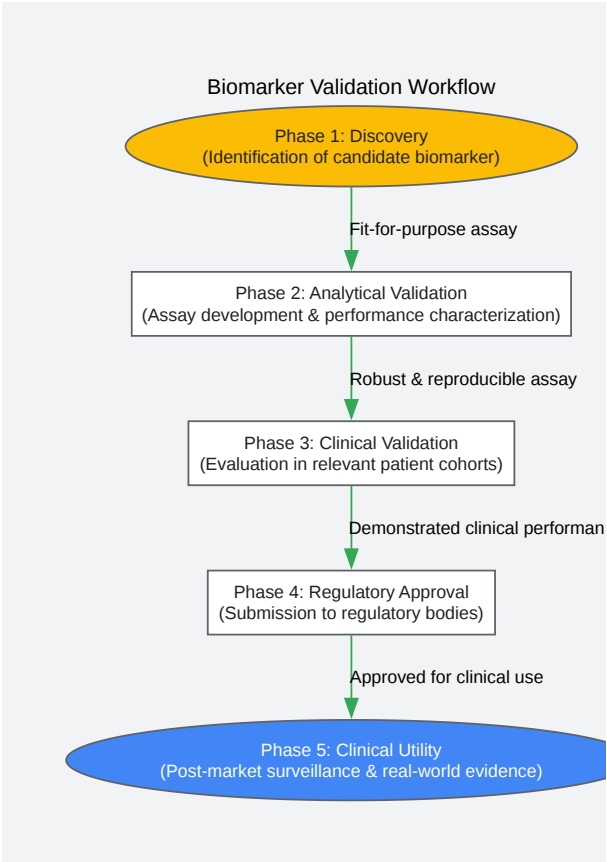 Biomarker Validation Workflow
Phase 1: Discovery
(Identification of candidate biomarker)
Fit-for-purpose assay
Phase 2: Analytical Validation
(Assay development & performance characterization)
Robust & reproducible assay
Phase 3: Clinical Validation
(Evaluation in relevant patient cohorts)
Demonstrated clinical performan
Phase 4: Regulatory Approval
(Submission to regulatory bodies)
Approved for clinical use
Phase 5: Clinical Utility
(Post-market surveillance & real-world evidence)